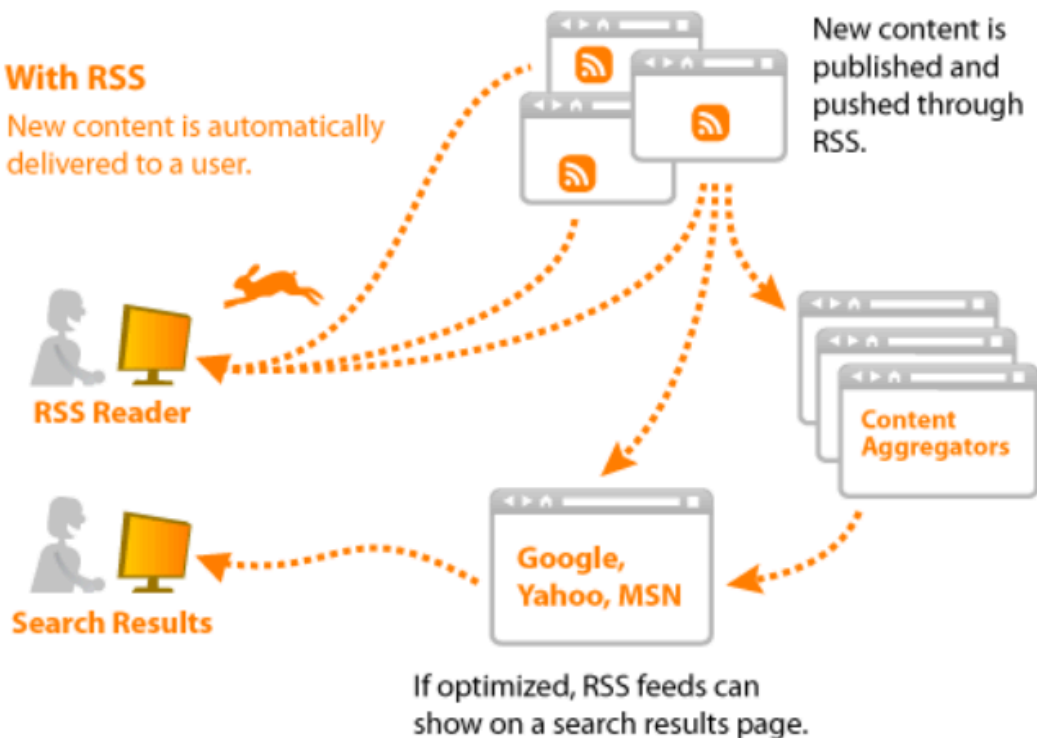 With RSS
New content is automatically
delivered to a user.
New content is
published and
pushed through
RSS.
RSS Reader
Content
Aggregators
Google,
Yahoo, MSN
Search Results
If optimized, RSS feeds can
show on a search results page.